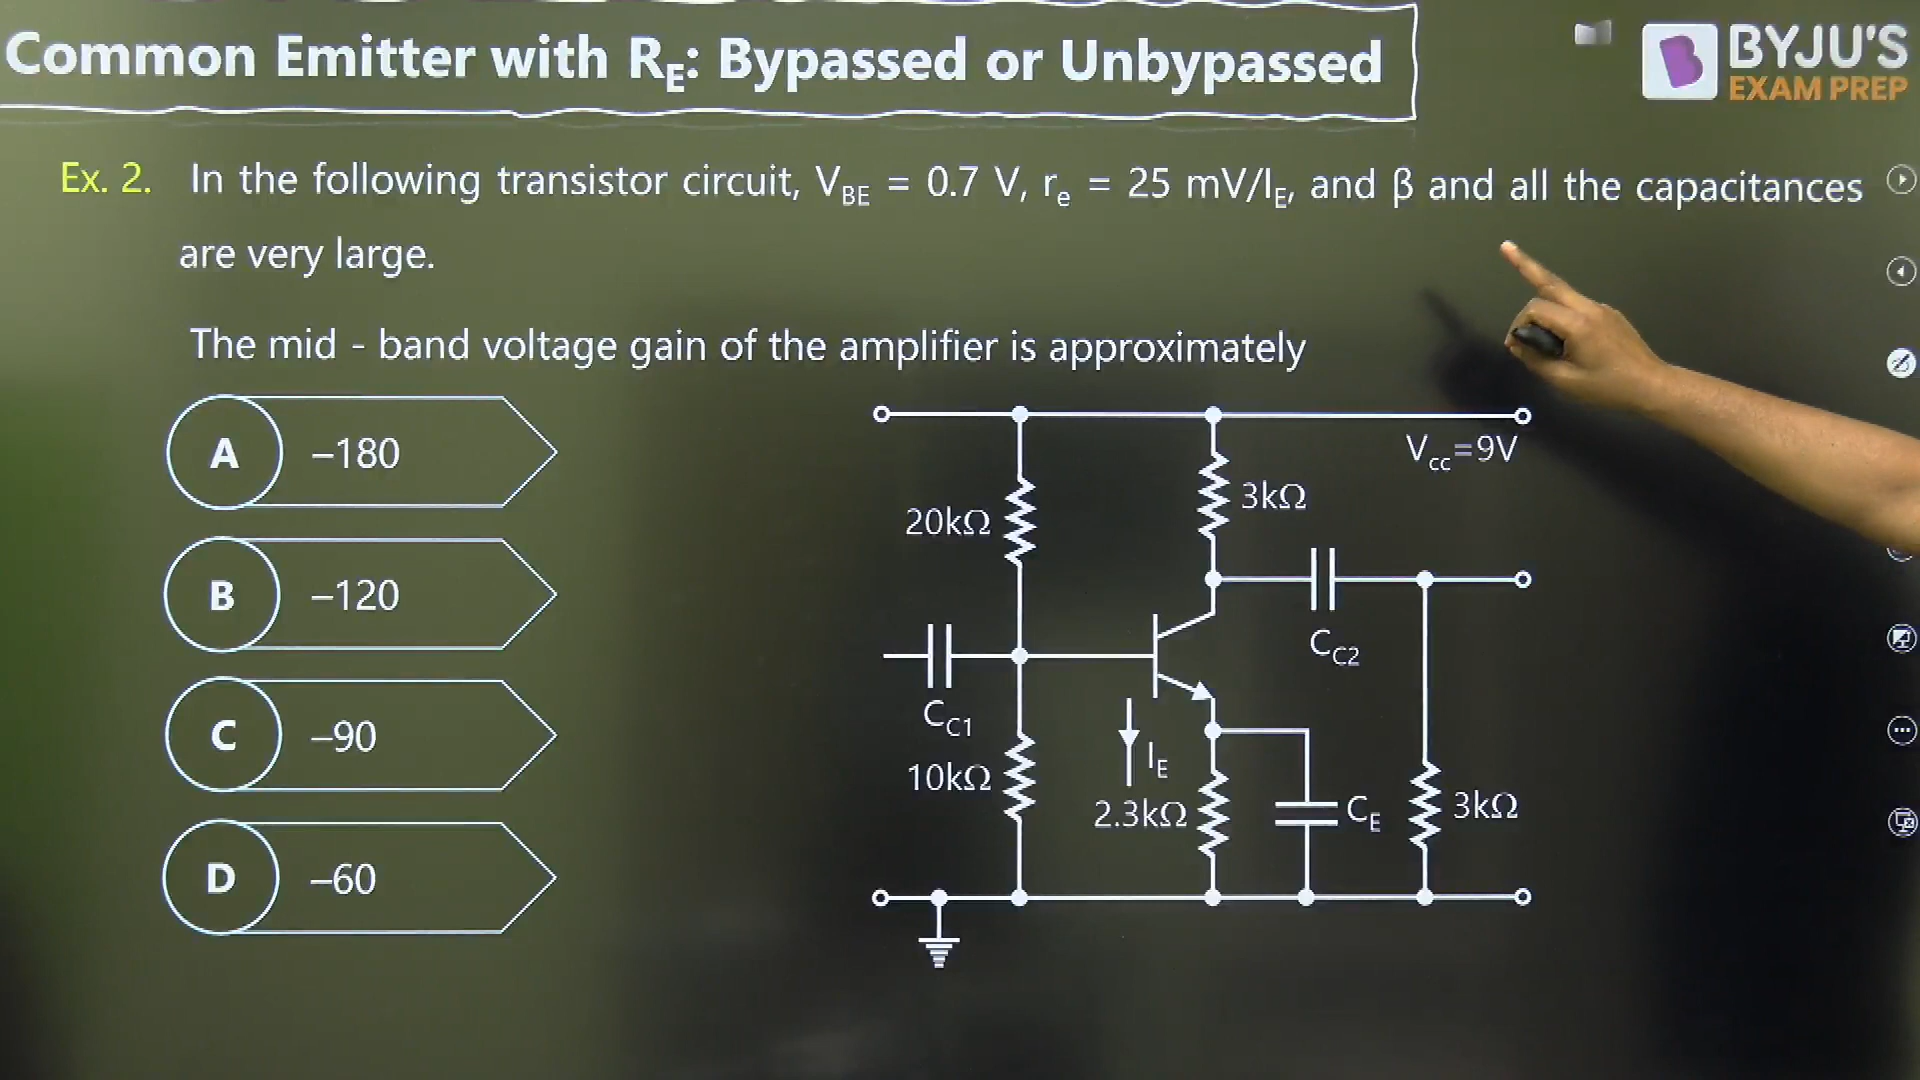 Common Emitter with RE: Bypassed or Unbypassed
BYJU'S
EXAM PREP
Ex. 2. In the following transistor circuit, VBE = 0.7 V, re = 25 mV/IE, and β and all the capacitances
are very large.
The mid - band voltage gain of the amplifier is approximately
A –180
B –120
C –90
D –60
Vcc=9V
3kΩ
20kΩ
CC2
CC1
IE
10kΩ
2.3kΩ
CE
3kΩ